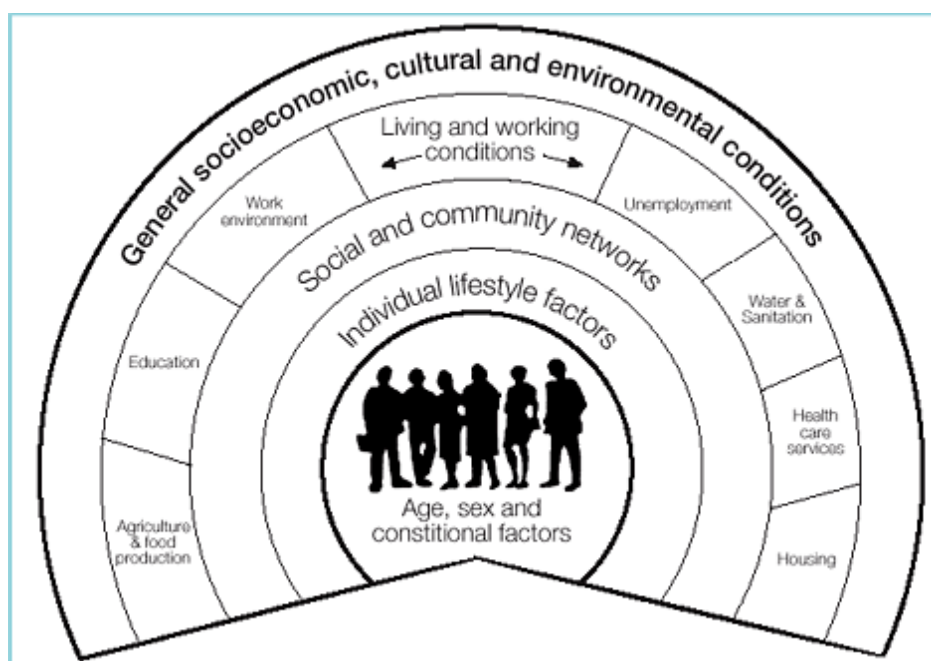 General socioeconomic, cultural and environmental conditions
Living and working
conditions
Work
environment
Unemployment
Social and community networks
Water &
Sanitation
Individual lifestyle factors
Education
Health
care
services
Age, sex and
constitional factors
Agriculture
& food
production
Housing